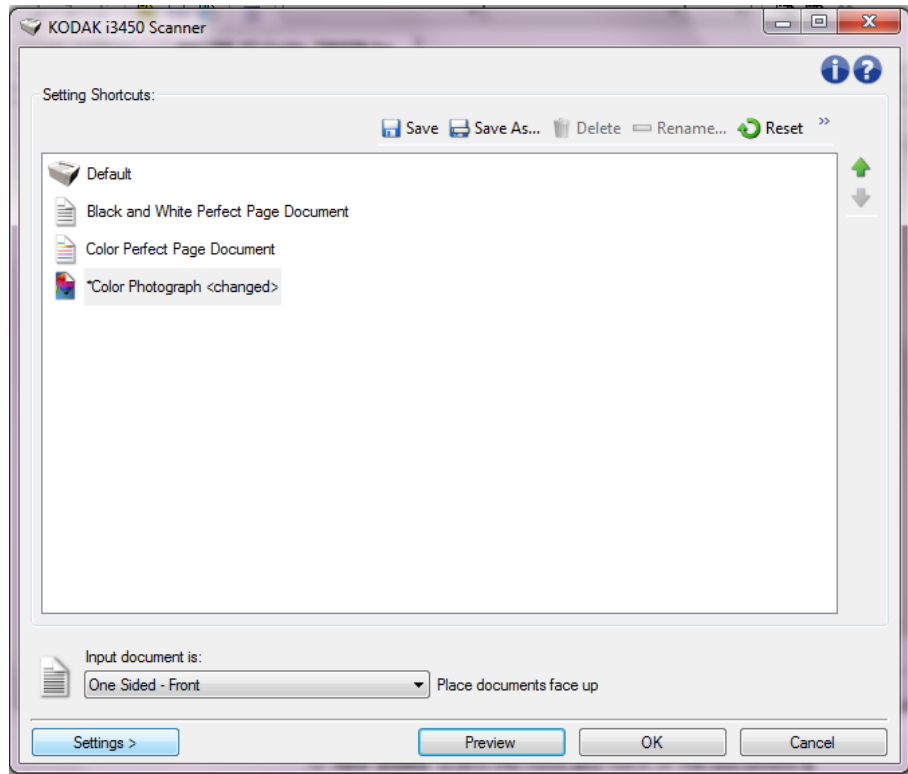 KODAK i3450 Scanner
Setting Shortcuts:
Save Save As... Delete Rename... Reset »
Default
Black and White Perfect Page Document
Color Perfect Page Document
*Color Photograph <changed>
Input document is:
One Sided - Front Place documents face up
Settings > Preview OK Cancel